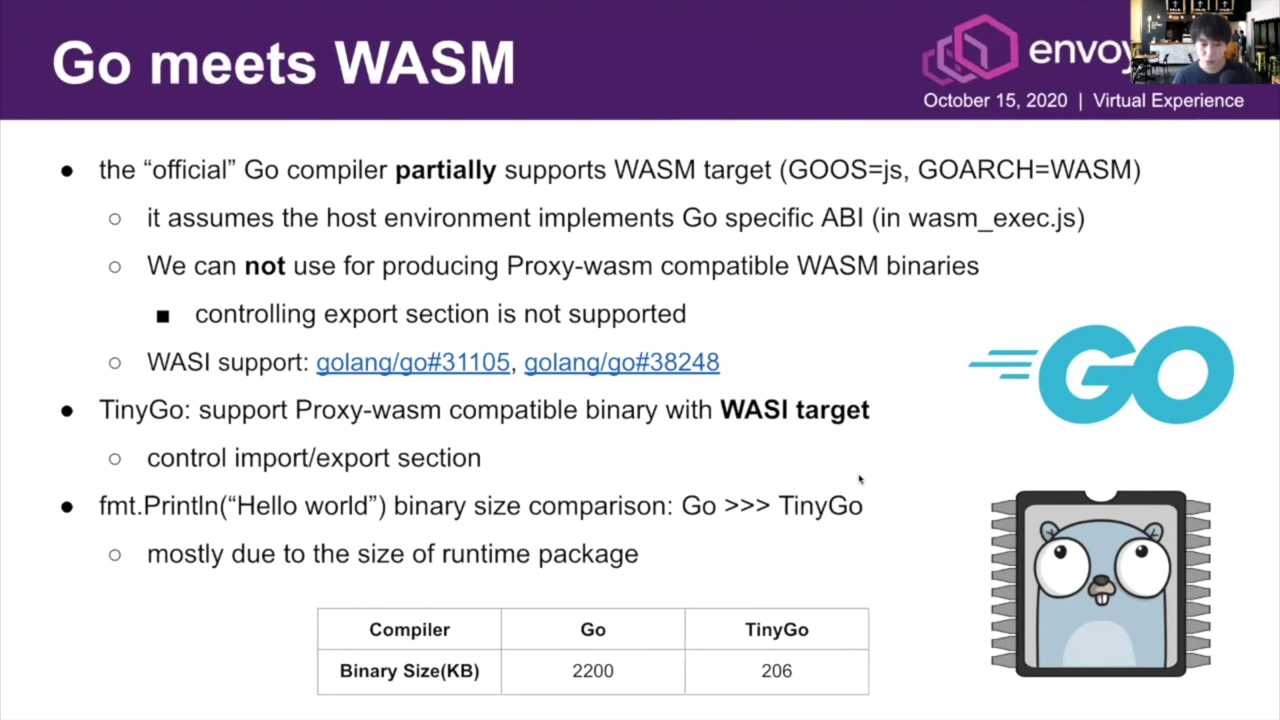 Go meets WASM
envoy
October 15, 2020 | Virtual Experience
● the “official” Go compiler partially supports WASM target (GOOS=js, GOARCH=WASM)
○ it assumes the host environment implements Go specific ABI (in wasm_exec.js)
○ We can not use for producing Proxy-wasm compatible WASM binaries
■ controlling export section is not supported
○ WASI support: golang/go#31105, golang/go#38248
● TinyGo: support Proxy-wasm compatible binary with WASI target
○ control import/export section
● fmt.Println(“Hello world”) binary size comparison: Go >>> TinyGo
○ mostly due to the size of runtime package
GO
Compiler Go TinyGo
Binary Size(KB) 2200 206